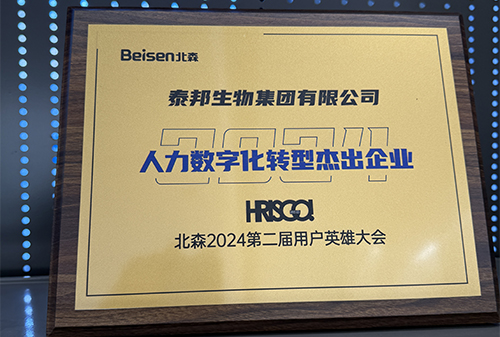 Beisen北森
泰邦生物集团有限公司
2024
人力数字化转型杰出企业
HRISGO!
北森2024第二届用户英雄大会